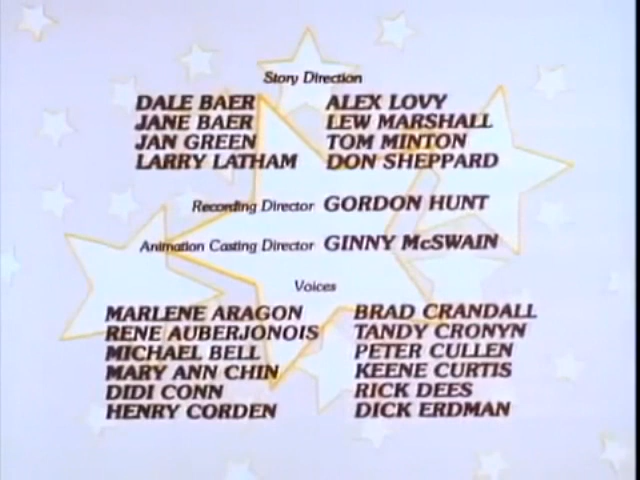 Story Direction
DALE BAER ALEX LOVY
JANE BAER LEW MARSHALL
JAN GREEN TOM MINTON
LARRY LATHAM DON SHEPPARD
Recording Director GORDON HUNT
Animation Casting Director GINNY McSWAIN
Voices
MARLENE ARAGON BRAD CRANDALL
RENE AUBERJONOIS TANDY CRONYN
MICHAEL BELL PETER CULLEN
MARY ANN CHIN KEENE CURTIS
DIDI CONN RICK DEES
HENRY CORDEN DICK ERDMAN